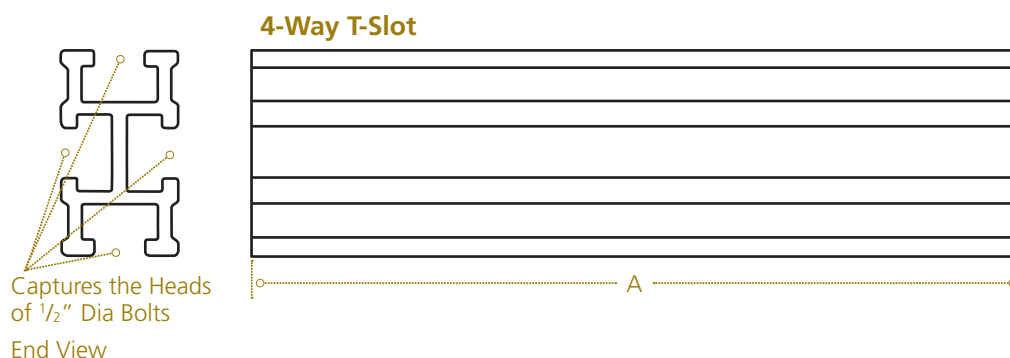 4-Way T-Slot
A
Captures the Heads
of 1/2" Dia Bolts
End View